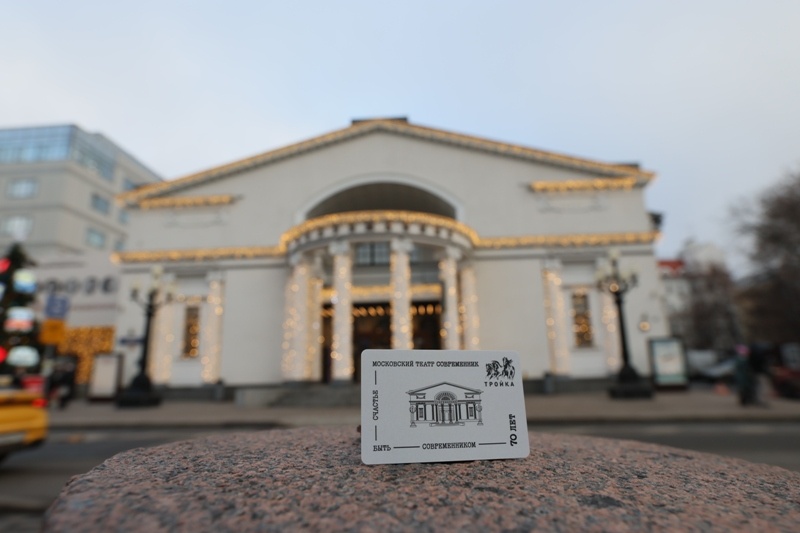 МОСКОВСКИЙ ТЕАТР СОВРЕМЕННИК
ТРОЙКА
СЧАСТЬЕ
БЫТЬ
СОВРЕМЕННИКОМ
70 ЛЕТ